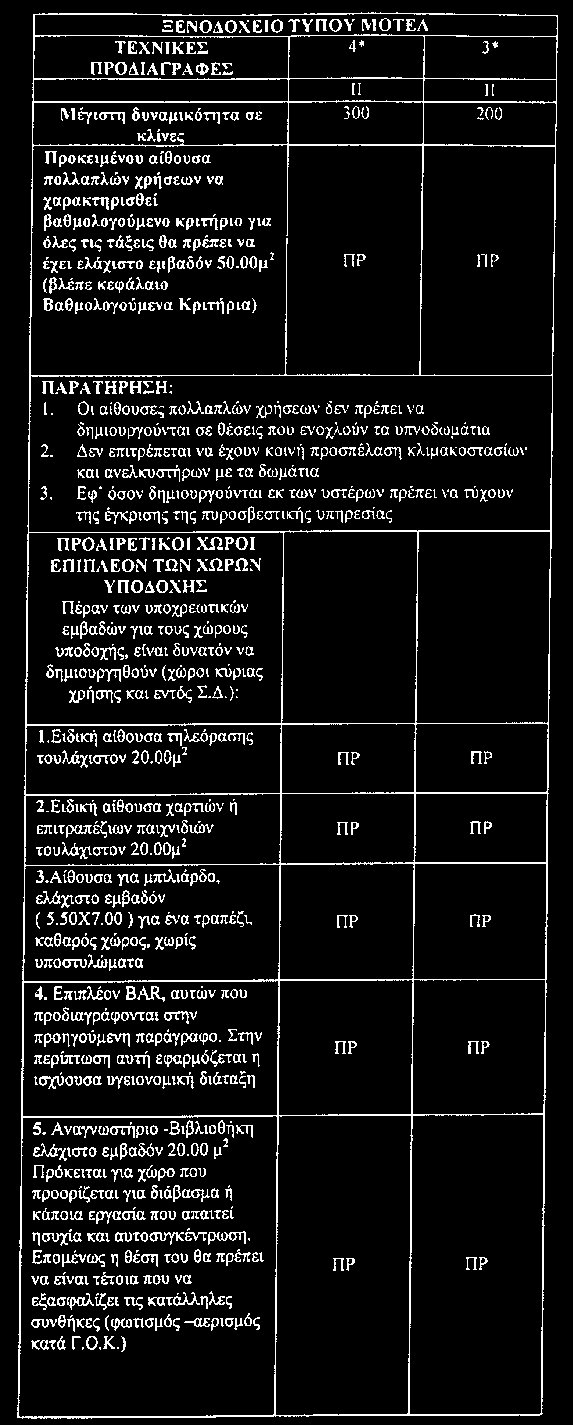 ΞΕΝΟΔΟΧΕΙΟ ΤΥΠΟΥ ΜΟΤΕΛ
ΤΕΧΝΙΚΕΣ ΠΡΟΔΙΑΓΡΑΦΕΣ 4* 3*
Π Π
Μέγιστη δυναμικότητα σε 300 200
κλίνες
Προκειμένου αίθουσα
πολλαπλών χρήσεων να
χαρακτηρισθεί
βαθμολογούμενο κριτήριο για
όλες τις τάξεις θα πρέπει να
έχει ελάχιστο εμβαδόν 50.00μ² ΠΡ ΠΡ
(βλέπε κεφάλαιο
Βαθμολογούμενα Κριτήρια)
ΠΑΡΑΤΗΡΗΣΗ:
1. Οι αίθουσες πολλαπλών χρήσεων δεν πρέπει να
δημιουργούνται σε θέσεις που ενοχλούν τα υπνοδωμάτια
2. Δεν επιτρέπεται να έχουν κοινή προσπέλαση κλιμακοστασίων
και ανελκυστήρων με τα δωμάτια
3. Εφ' όσον δημιουργούνται εκ των υστέρων πρέπει να τύχουν
της έγκρισης της πυροσβεστικής υπηρεσίας
ΠΡΟΑΙΡΕΤΙΚΟΙ ΧΩΡΟΙ
ΕΠΙΠΛΕΟΝ ΤΩΝ ΧΩΡΩΝ
ΥΠΟΔΟΧΗΣ
Πέραν των υποχρεωτικών
εμβαδών για τους χώρους
υποδοχής, είναι δυνατόν να
δημιουργηθούν (χώροι κύριας
χρήσης και εντός Σ.Δ.):
1.Ειδική αίθουσα τηλεόρασης
τουλάχιστον 20.00μ² ΠΡ ΠΡ
2.Ειδική αίθουσα χαρτιών ή
επιτραπέζιων παιχνιδιών ΠΡ ΠΡ
τουλάχιστον 20.00μ²
3.Αίθουσα για μπιλιάρδο,
ελάχιστο εμβαδόν
( 5.50Χ7.00 ) για ένα τραπέζι, ΠΡ ΠΡ
καθαρός χώρος, χωρίς
υποστυλώματα
4. Επιπλέον BAR, αυτών που
προδιαγράφονται στην
προηγούμενη παράγραφο. Στην
περίπτωση αυτή εφαρμόζεται η ΠΡ ΠΡ
ισχύουσα υγειονομική διάταξη
5. Αναγνωστήριο -Βιβλιοθήκη
ελάχιστο εμβαδόν 20.00 μ²
Πρόκειται για χώρο που
προορίζεται για διάβασμα ή
κάποια εργασία που απαιτεί
ησυχία και αυτοσυγκέντρωση.
Επομένως η θέση του θα πρέπει ΠΡ ΠΡ
να είναι τέτοια που να
εξασφαλίζει τις κατάλληλες
συνθήκες (φωτισμός –αερισμός
κατά Γ.Ο.Κ.)